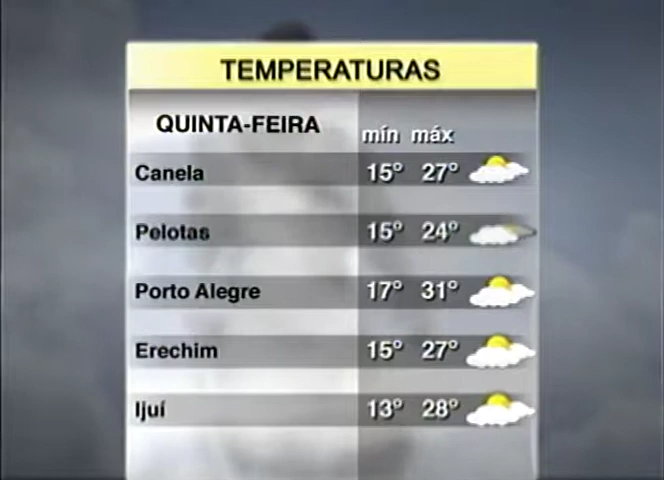 TEMPERATURAS
QUINTA-FEIRA
mín máx
Canela 15° 27°
Pelotas 15° 24°
Porto Alegre 17° 31°
Erechim 15° 27°
Ijuí 13° 28°